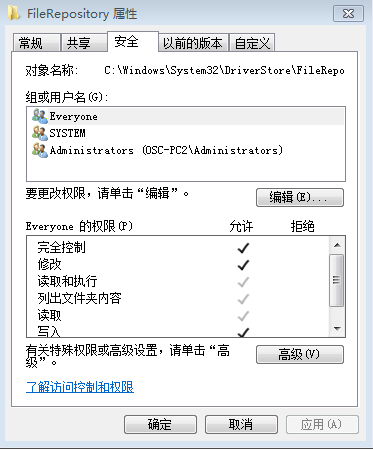 FileRepository 属性
常规 共享 安全 以前的版本 自定义
对象名称: C:\Windows\System32\DriverStore\FileRepo
组或用户名(G):
Everyone
SYSTEM
Administrators (OSC-PC2\Administrators)
要更改权限，请单击“编辑”。 编辑(E)...
Everyone 的权限(P) 允许 拒绝
完全控制
修改
读取和执行
列出文件夹内容
读取
写入
有关特殊权限或高级设置，请单击“高
级”。
高级(V)
了解访问控制和权限
确定 取消 应用(A)